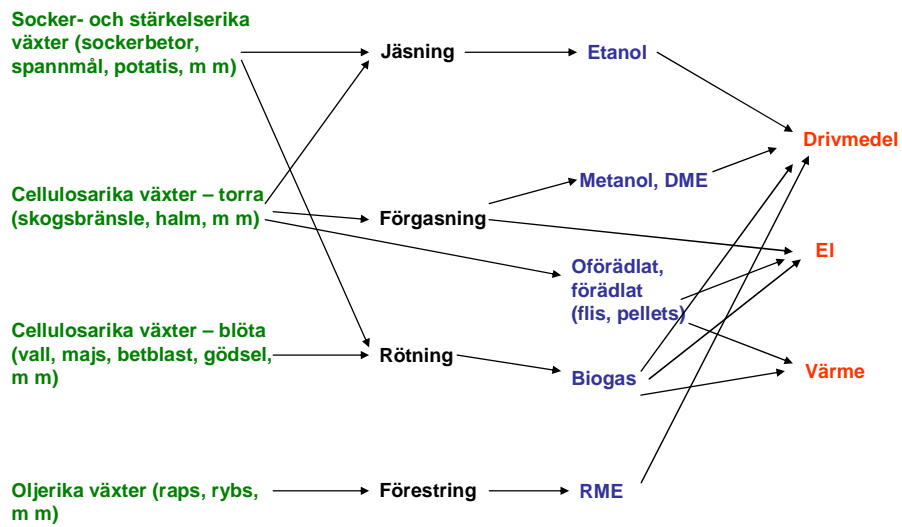 Socker- och stärkelserika
växter (sockerbetor,
spannmål, potatis, m m)
Jäsning
Etanol
Drivmedel
Cellulosarika växter – torra
(skogsbränsle, halm, m m)
Förgasning
Metanol, DME
El
Oförädlat,
förädlat
(flis, pellets)
Cellulosarika växter – blöta
(vall, majs, betblast, gödsel,
m m)
Rötning
Biogas
Värme
Oljerika växter (raps, rybs,
m m)
Förestring
RME